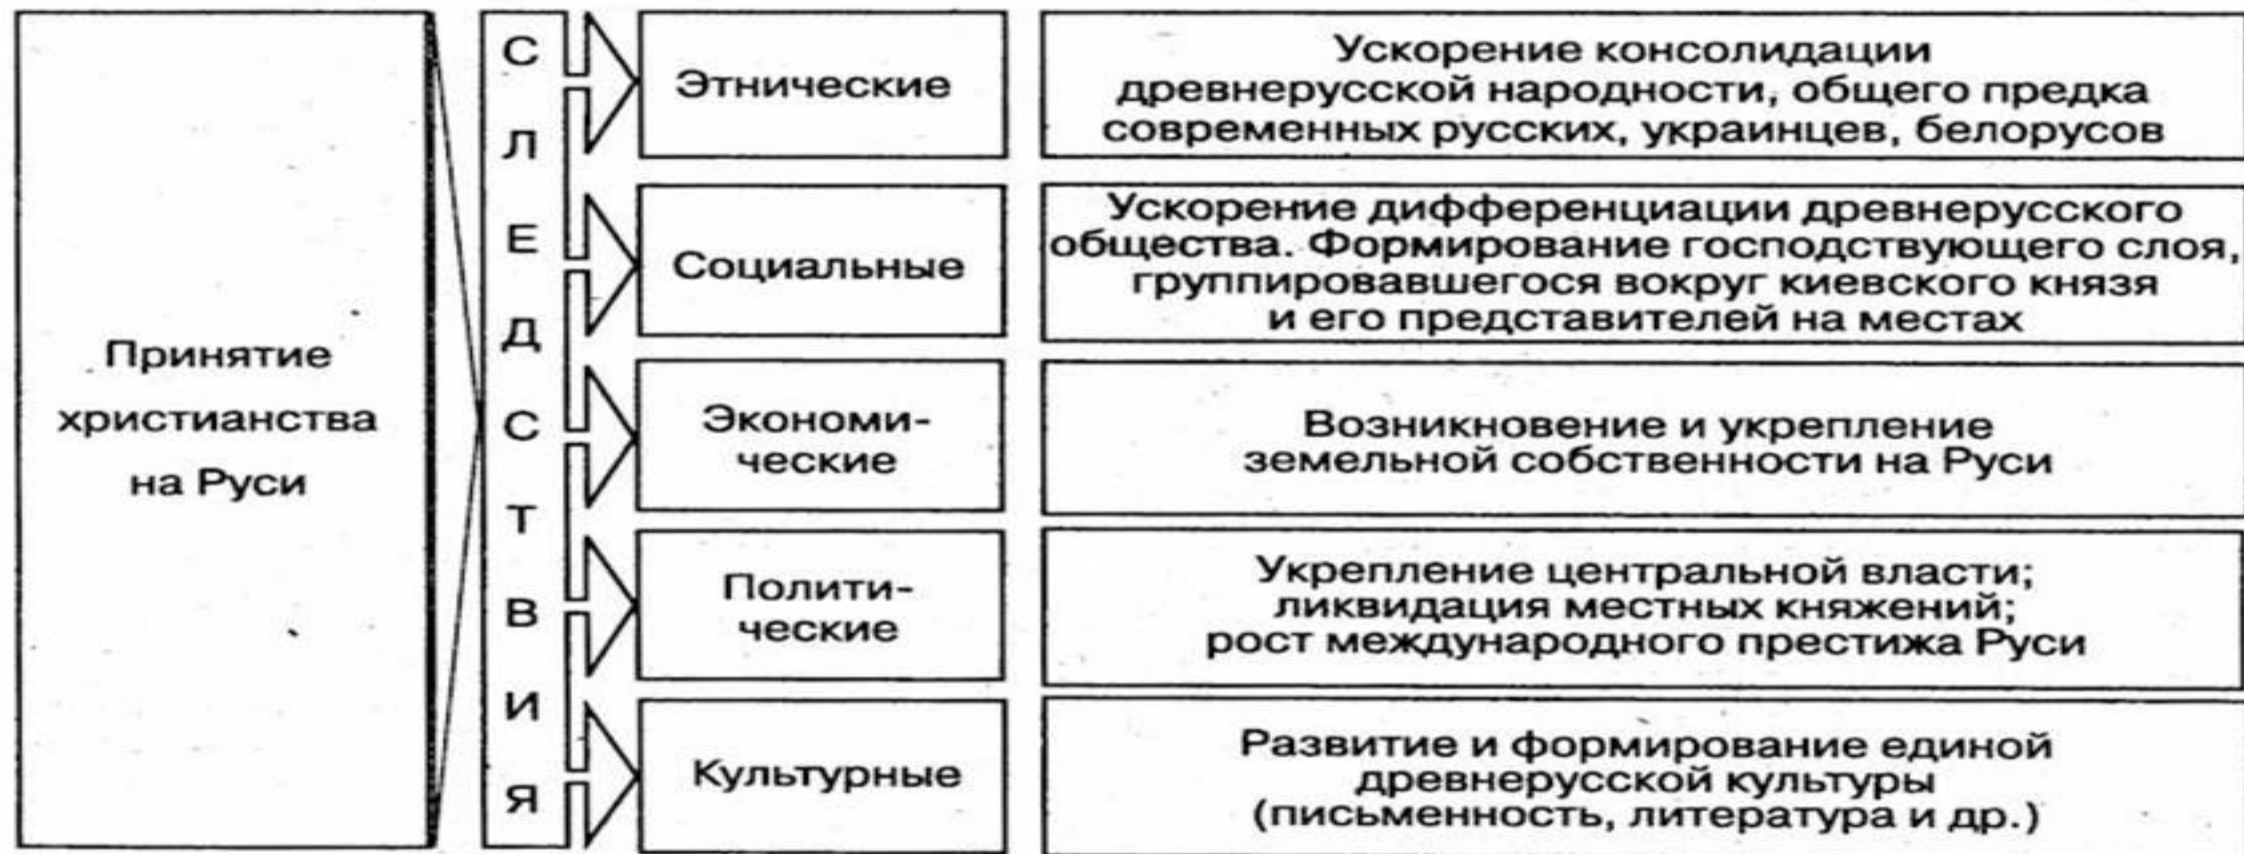 Принятие
христианства
на Руси
С
Л
Е
Д
С
Т
В
И
Я
Этнические
Ускорение консолидации
древнерусской народности, общего предка
современных русских, украинцев, белорусов
Социальные
Ускорение дифференциации древнерусского
общества. Формирование господствующего слоя,
группировавшегося вокруг киевского князя
и его представителей на местах
Экономи-
ческие
Возникновение и укрепление
земельной собственности на Руси
Полити-
ческие
Укрепление центральной власти;
ликвидация местных княжений;
рост международного престижа Руси
Культурные
Развитие и формирование единой
древнерусской культуры
(письменность, литература и др.)